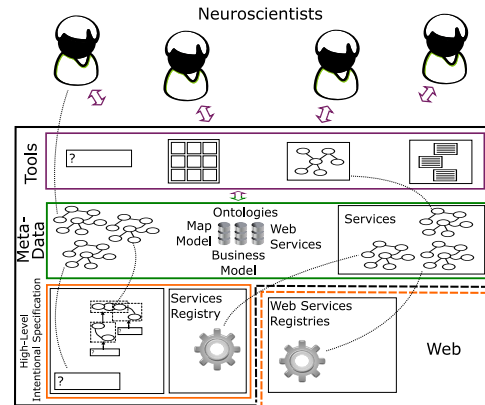 Neuroscientists
Tools
?
Meta-
Data
Ontologies
Map
Model
Web
Services
Business
Model
Services
High-Level
Intentional Specification
?
?
?
Services
Registry
Web Services
Registries
Web